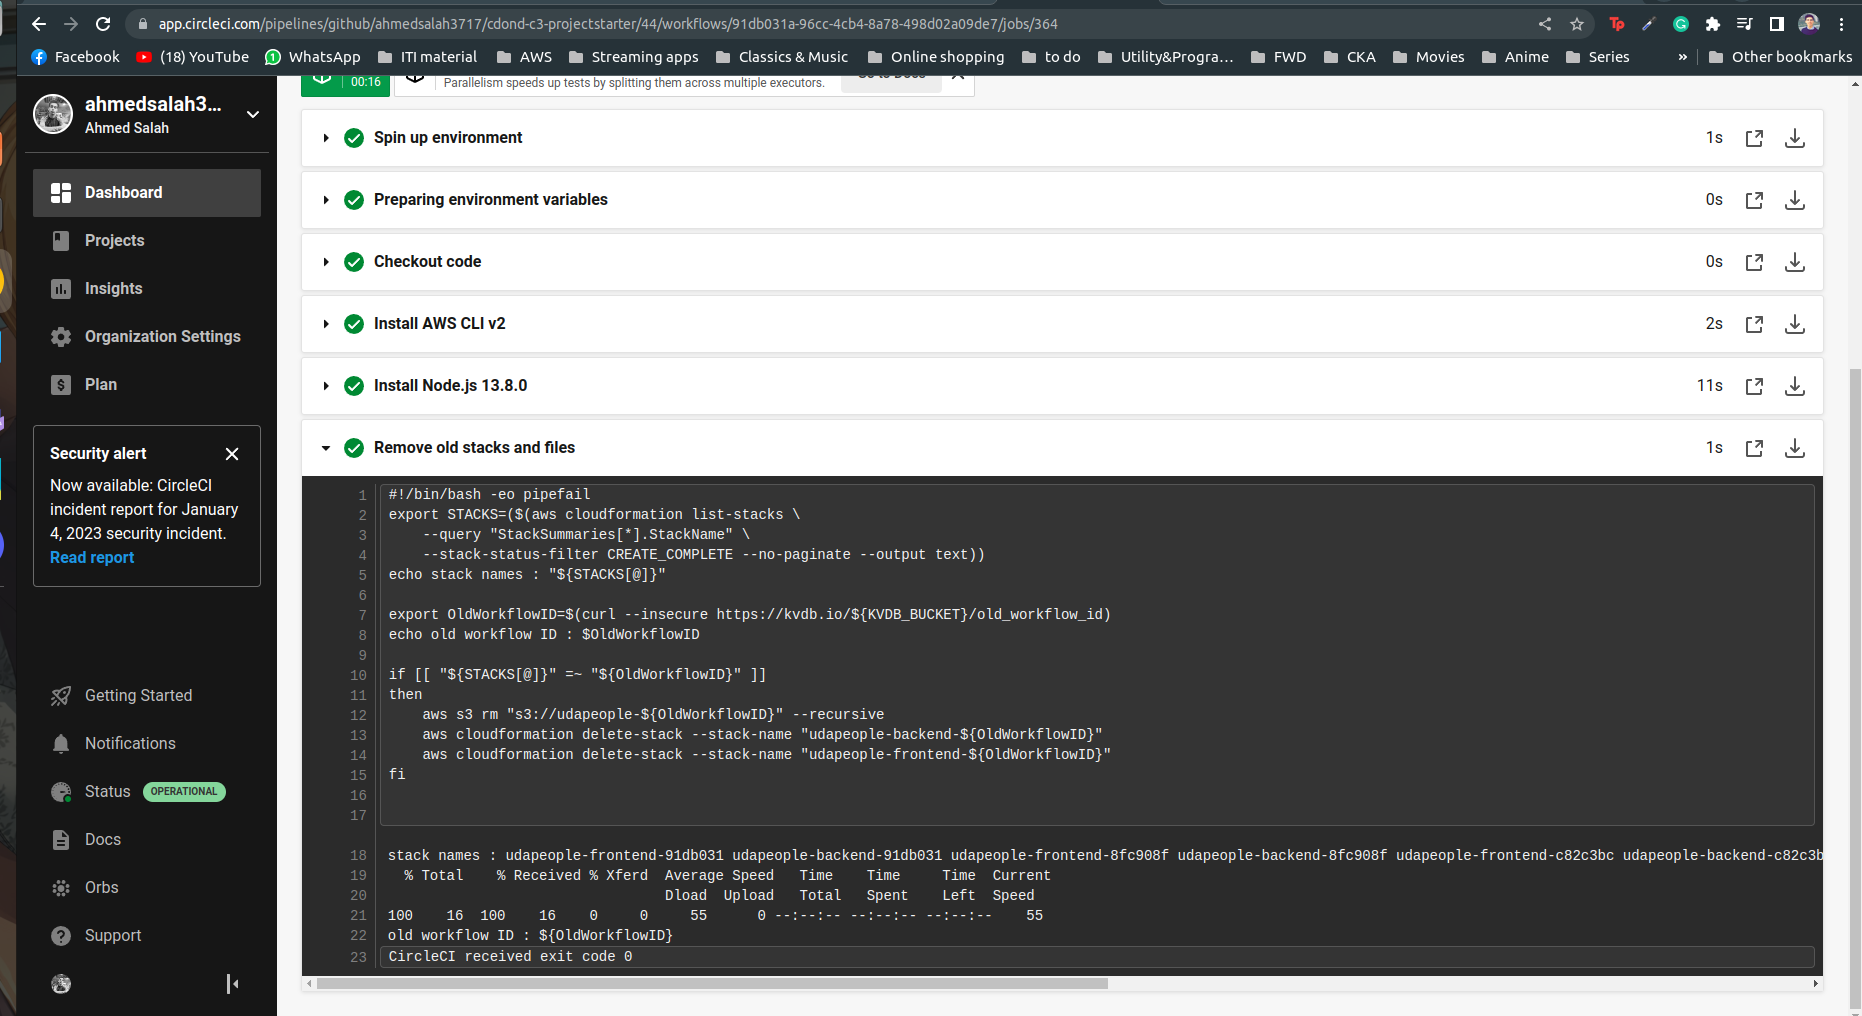 app.circleci.com/pipelines/github/ahmedsalah3717/cdond-c3-projectstarter/44/workflows/91db031a-96cc-4cb4-8a78-498d02a09de7/jobs/364
Facebook (18) YouTube WhatsApp ITI material AWS Streaming apps Classics & Music Online shopping to do Utility&Progra... FWD CKA Movies Anime Series » Other bookmarks
ahmedsalah3...
Ahmed Salah
Dashboard
Projects
Insights
Organization Settings
Plan
Security alert
Now available: CircleCI
incident report for January
4, 2023 security incident.
Read report
Getting Started
Notifications
Status OPERATIONAL
Docs
Orbs
Support
00:16
Parallelism speeds up tests by splitting them across multiple executors.
Go to Docs
Spin up environment 1s
Preparing environment variables 0s
Checkout code 0s
Install AWS CLI v2 2s
Install Node.js 13.8.0 11s
Remove old stacks and files 1s
1 #!/bin/bash -eo pipefail
2 export STACKS=($(aws cloudformation list-stacks \
3     --query "StackSummaries[*].StackName" \
4     --stack-status-filter CREATE_COMPLETE --no-paginate --output text))
5 echo stack names : "${STACKS[@]}"
6
7 export OldWorkflowID=$(curl --insecure https://kvdb.io/${KVDB_BUCKET}/old_workflow_id)
8 echo old workflow ID : $OldWorkflowID
9
10 if [[ "${STACKS[@]}" =~ "${OldWorkflowID}" ]]
11 then
12     aws s3 rm "s3://udapeople-${OldWorkflowID}" --recursive
13     aws cloudformation delete-stack --stack-name "udapeople-backend-${OldWorkflowID}"
14     aws cloudformation delete-stack --stack-name "udapeople-frontend-${OldWorkflowID}"
15 fi
16
17
18 stack names : udapeople-frontend-91db031 udapeople-backend-91db031 udapeople-frontend-8fc908f udapeople-backend-8fc908f udapeople-frontend-c82c3bc udapeople-backend-c82c3b
19   % Total    % Received % Xferd  Average Speed   Time    Time     Time  Current
20                                  Dload  Upload   Total   Spent    Left  Speed
21 100    16  100    16    0     0     55      0 --:--:-- --:--:-- --:--:--    55
22 old workflow ID : ${OldWorkflowID}
23 CircleCI received exit code 0